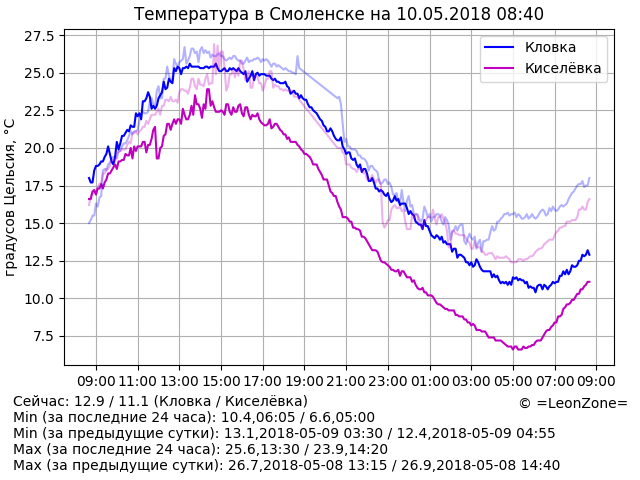 Температура в Смоленске на 10.05.2018 08:40
градусов Цельсия, °C
27.5
25.0
22.5
20.0
17.5
15.0
12.5
10.0
7.5
Кловка
Киселёвка
09:00 11:00 13:00 15:00 17:00 19:00 21:00 23:00 01:00 03:00 05:00 07:00 09:00
Сейчас: 12.9 / 11.1 (Кловка / Киселёвка)
© =LeonZone=
Min (за последние 24 часа): 10.4,06:05 / 6.6,05:00
Min (за предыдущие сутки): 13.1,2018-05-09 03:30 / 12.4,2018-05-09 04:55
Max (за последние 24 часа): 25.6,13:30 / 23.9,14:20
Max (за предыдущие сутки): 26.7,2018-05-08 13:15 / 26.9,2018-05-08 14:40